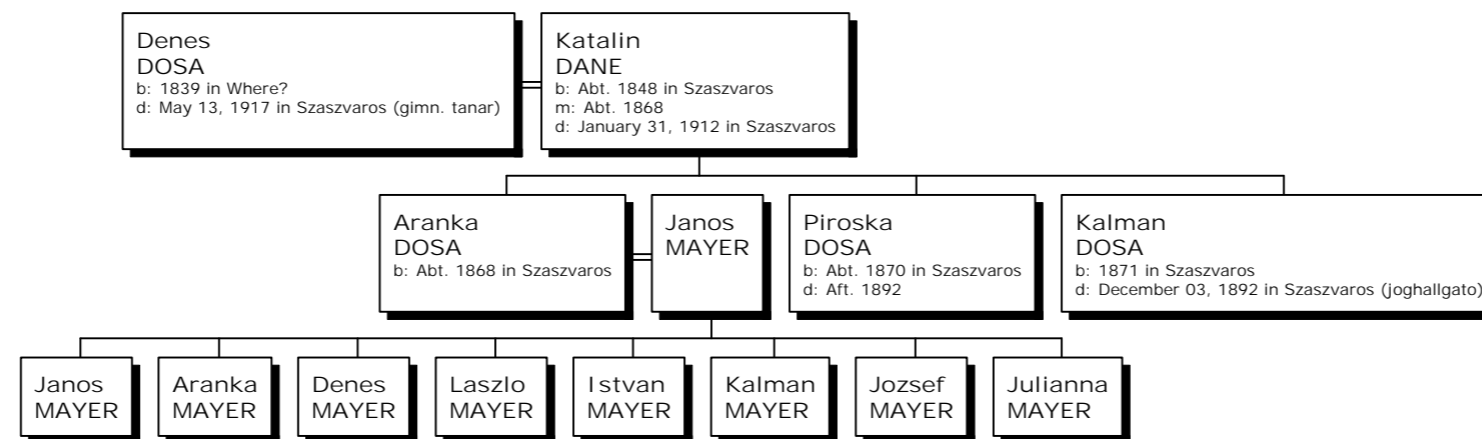 Denes
DOSA
b: 1839 in Where?
d: May 13, 1917 in Szaszvaros (gimn. tanar)
Katalin
DANE
b: Abt. 1848 in Szaszvaros
m: Abt. 1868
d: January 31, 1912 in Szaszvaros
Aranka
DOSA
b: Abt. 1868 in Szaszvaros
Janos
MAYER
Piroska
DOSA
b: Abt. 1870 in Szaszvaros
d: Aft. 1892
Kalman
DOSA
b: 1871 in Szaszvaros
d: December 03, 1892 in Szaszvaros (joghallgato)
Janos
MAYER
Aranka
MAYER
Denes
MAYER
Laszlo
MAYER
Istvan
MAYER
Kalman
MAYER
Jozsef
MAYER
Julianna
MAYER